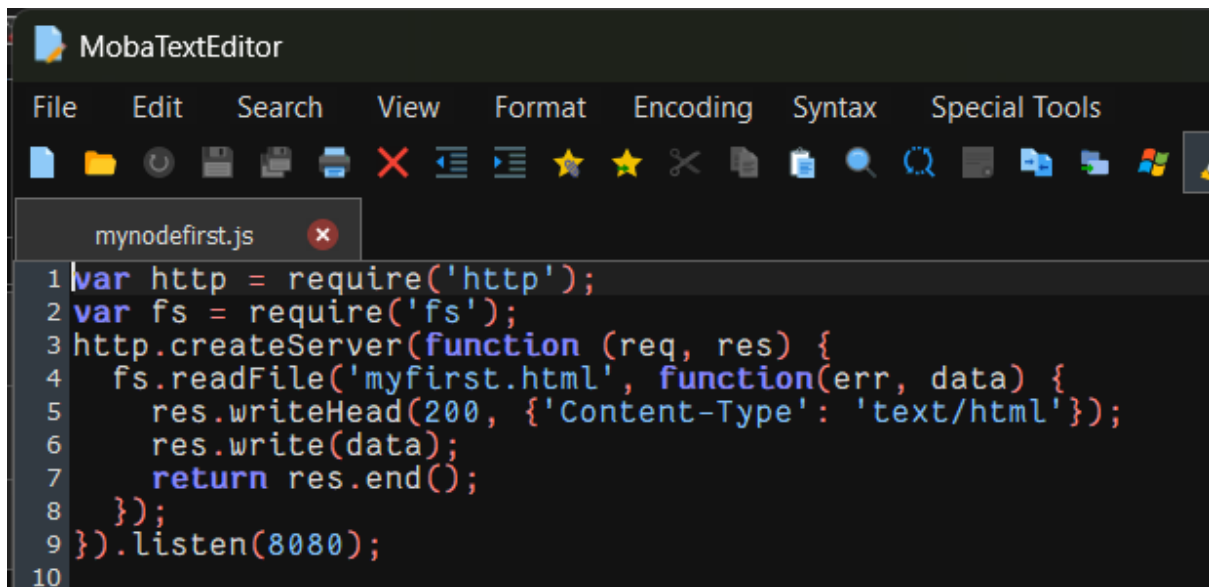 MobaTextEditor
File Edit Search View Format Encoding Syntax Special Tools
mynodefirst.js
1 var http = require('http');
2 var fs = require('fs');
3 http.createServer(function (req, res) {
4   fs.readFile('myfirst.html', function(err, data) {
5     res.writeHead(200, {'Content-Type': 'text/html'});
6     res.write(data);
7     return res.end();
8   });
9 }).listen(8080);
10